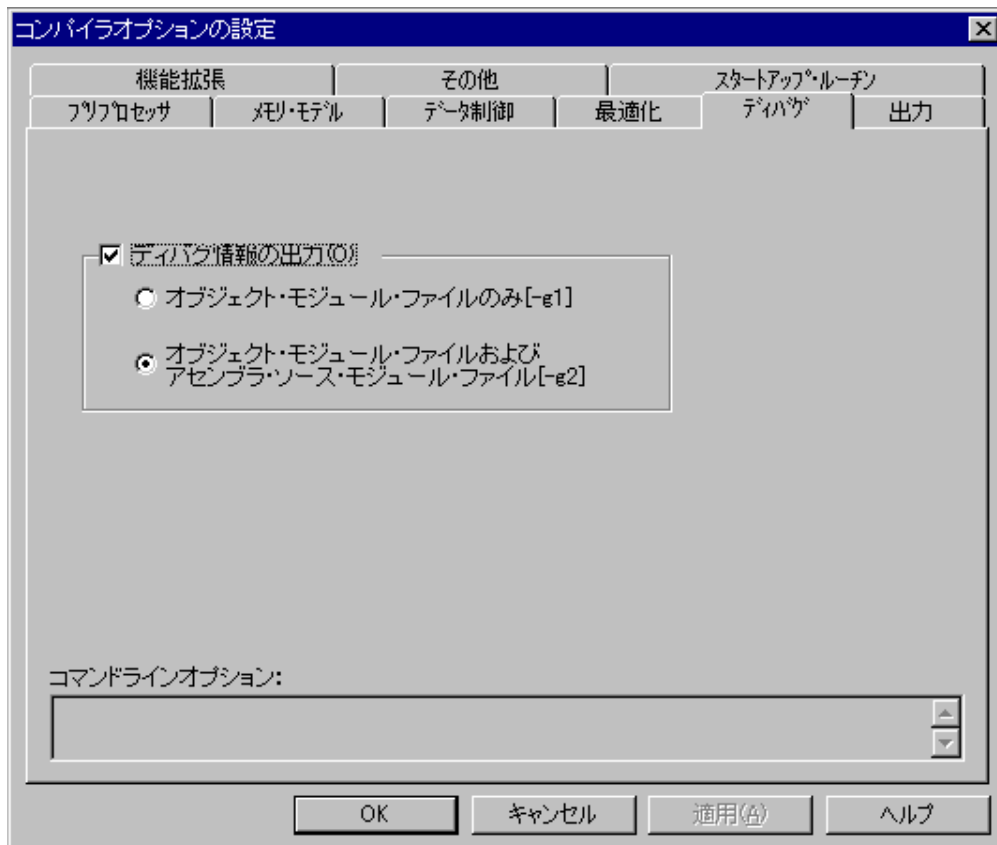 コンパイラオプションの設定
機能拡張
その他
ｽﾀｰﾄｱｯﾌﾟ･ﾙｰﾁﾝ
ﾌﾟﾘﾌﾟﾛｾｯｻ
ﾒﾓﾘ･ﾓﾃﾞﾙ
ﾃﾞｰﾀ制御
最適化
ﾃﾞｨﾊﾞｸﾞ
出力
ディバグ情報の出力(O)
オブジェクト･モジュール･ファイルのみ[-g1]
オブジェクト･モジュール･ファイルおよび
アセンブラ･ソース･モジュール･ファイル[-g2]
コマンドラインオプション:
OK
キャンセル
適用(A)
ヘルプ